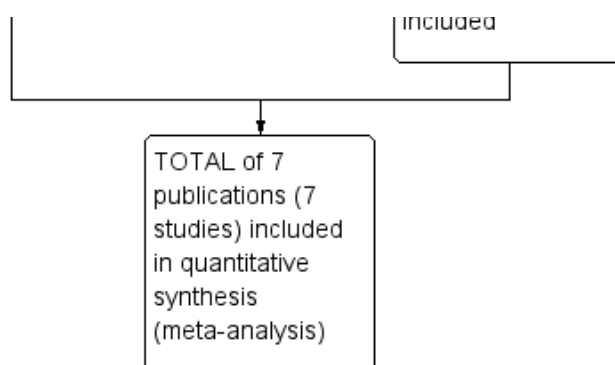 included
TOTAL of 7
publications (7
studies) included
in quantitative
synthesis
(meta-analysis)